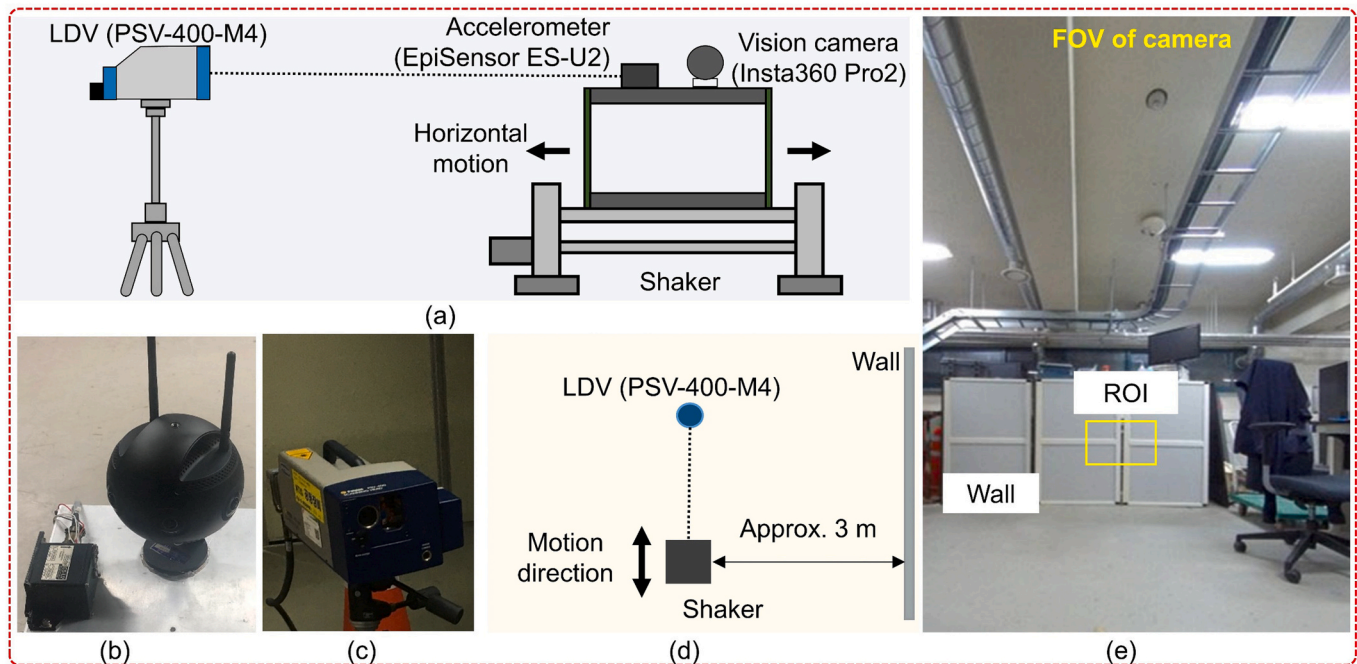 LDV (PSV-400-M4)
Accelerometer
(EpiSensor ES-U2)
Vision camera
(Insta360 Pro2)
Horizontal
motion
Shaker
(a)
(b)
(c)
LDV (PSV-400-M4)
Wall
Motion
direction
Approx. 3 m
Shaker
(d)
FOV of camera
ROI
Wall
(e)